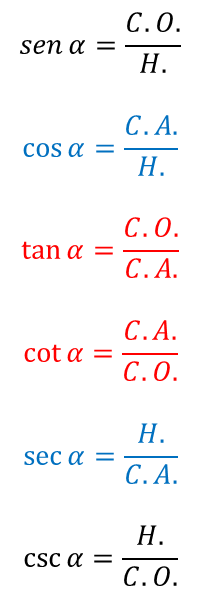 sen α = C.O. / H.
cos α = C.A. / H.
tan α = C.O. / C.A.
cot α = C.A. / C.O.
sec α = H. / C.A.
csc α = H. / C.O.